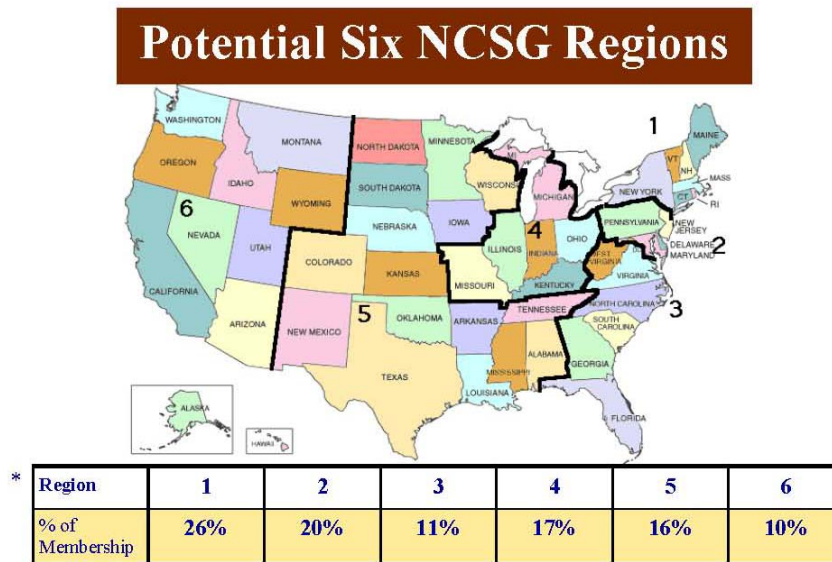 Potential Six NCSG Regions
1
WASHINGTON
MONTANA
NORTH DAKOTA
MINNESOTA
MAINE
OREGON
IDAHO
SOUTH DAKOTA
WISCONSI
MI
MICHIGAN
VT
NH
MASS
WYOMING
NEW YORK
CT
RI
6
NEVADA
NEBRASKA
IOWA
PENNSYLVANIA
NEW
JERSEY
UTAH
ILLINOIS
4
INDIANA
OHIO
DELAWARE
2
MARYLAND
CALIFORNIA
COLORADO
KANSAS
MISSOURI
WEST
VIRGINIA
VIRGINIA
KENTUCKY
ARIZONA
NEW MEXICO
5
OKLAHOMA
ARKANSAS
TENNESSEE
NORTH CAROLINA
3
SOUTH
CAROLINA
TEXAS
LOUISIANA
MISSISSIPPI
ALABAMA
GEORGIA
FLORIDA
ALASKA
HAWAII
* Region 1 2 3 4 5 6
% of 26% 20% 11% 17% 16% 10%
Membership